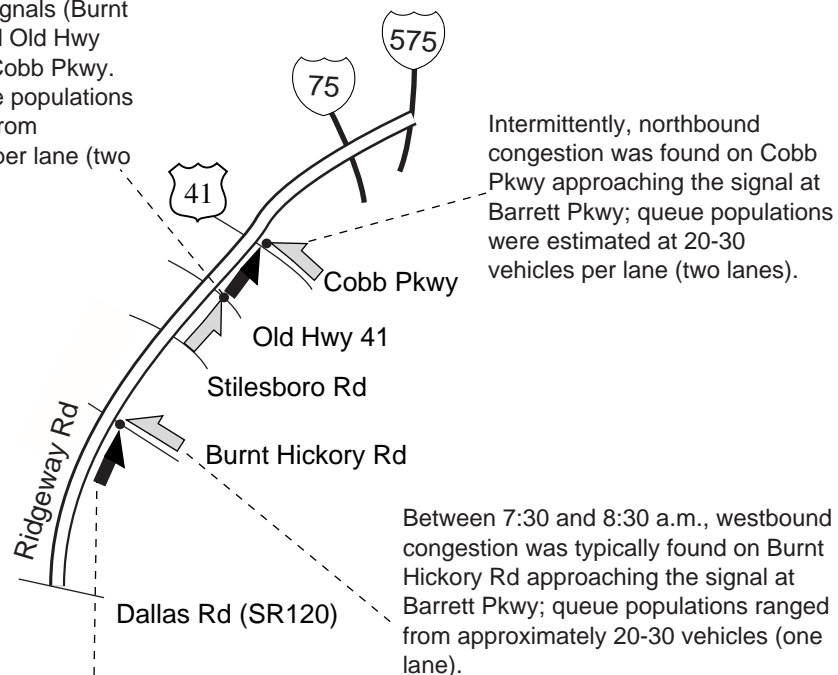 gnals (Burnt
Old Hwy
Cobb Pkwy.
populations
rom
per lane (two
575
75
41
Intermittently, northbound
congestion was found on Cobb
Pkwy approaching the signal at
Barrett Pkwy; queue populations
were estimated at 20-30
vehicles per lane (two lanes).
Cobb Pkwy
Old Hwy 41
Stilesboro Rd
Burnt Hickory Rd
Ridgeway Rd
Dallas Rd (SR120)
Between 7:30 and 8:30 a.m., westbound
congestion was typically found on Burnt
Hickory Rd approaching the signal at
Barrett Pkwy; queue populations ranged
from approximately 20-30 vehicles (one
lane).